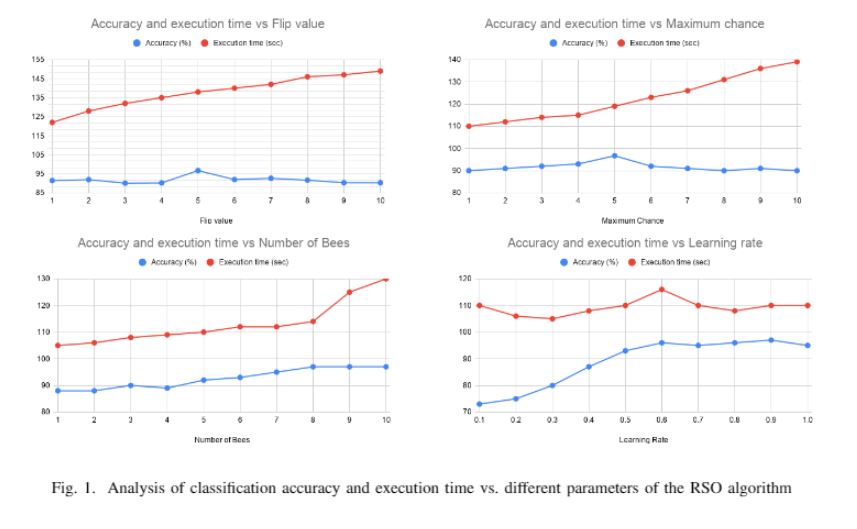 Accuracy and execution time vs Flip value
Accuracy (%) Execution time (sec)
155
145
135
125
115
105
95
85
1 2 3 4 5 6 7 8 9 10
Flip value
Accuracy and execution time vs Maximum chance
Accuracy (%) Execution time (sec)
140
130
120
110
100
90
80
1 2 3 4 5 6 7 8 9 10
Maximum Chance
Accuracy and execution time vs Number of Bees
Accuracy (%) Execution time (sec)
130
120
110
100
90
80
1 2 3 4 5 6 7 8 9 10
Number of Bees
Accuracy and execution time vs Learning rate
Accuracy (%) Execution time (sec)
120
110
100
90
80
70
0.1 0.2 0.3 0.4 0.5 0.6 0.7 0.8 0.9 1.0
Learning Rate
Fig. 1. Analysis of classification accuracy and execution time vs. different parameters of the RSO algorithm